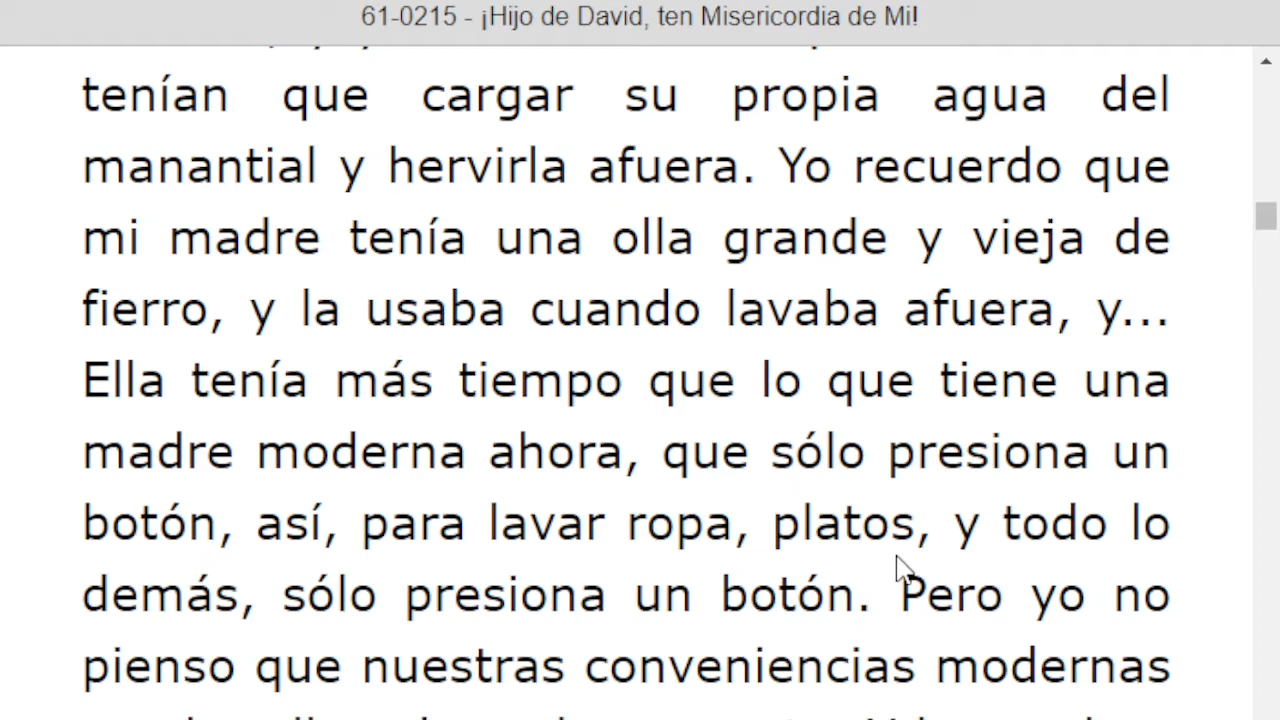 61-0215 - ¡Hijo de David, ten Misericordia de Mi!
tenían que cargar su propia agua del
manantial y hervirla afuera. Yo recuerdo que
mi madre tenía una olla grande y vieja de
fierro, y la usaba cuando lavaba afuera, y...
Ella tenía más tiempo que lo que tiene una
madre moderna ahora, que sólo presiona un
botón, así, para lavar ropa, platos, y todo lo
demás, sólo presiona un botón. Pero yo no
pienso que nuestras conveniencias modernas